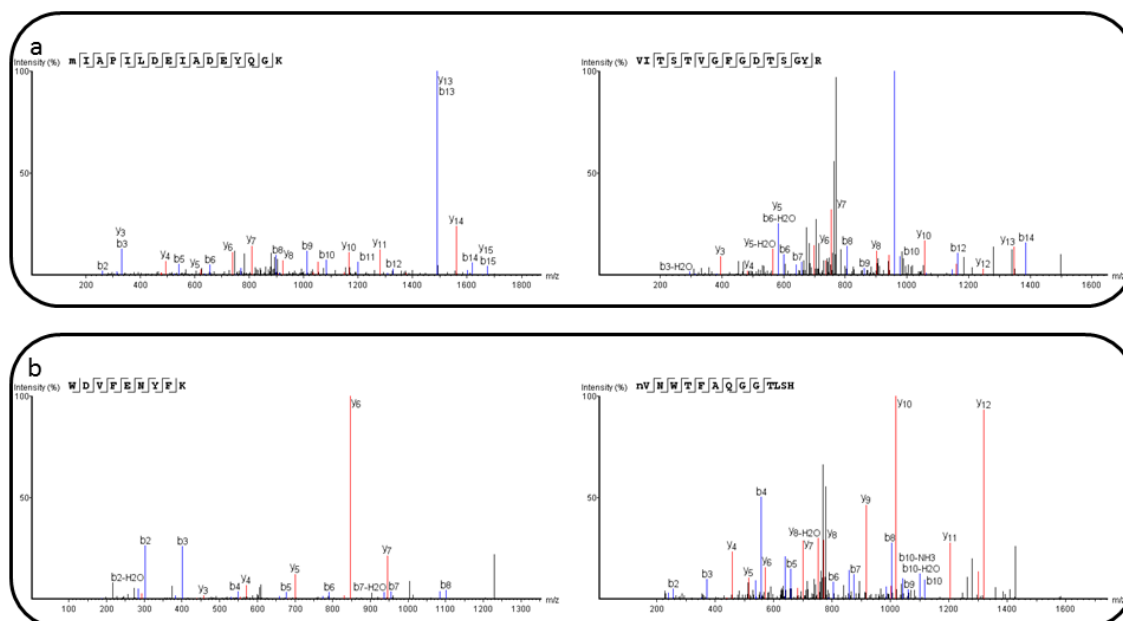 a
mIAPILDEIADEYQGK
Intensity (%)
100
50
y13
b13
y3
b3
b2
y4
b5
y5
b6
y6
y7
b8
y8
b9
b10
y10
b11
y11
b12
y14
b14
y15
b15
200 400 600 800 1000 1200 1400 1600 1800 m/z
VITSTVGFGDTSGYR
Intensity (%)
100
50
b3-H2O
y3
y4
y5-H2O
y5
b6-H2O
b6
b7
y6
y7
b8
b9
y8
b10
y10
b12
y12
y13
b14
200 400 600 800 1000 1200 1400 1600 m/z
b
WDVFENYFK
Intensity (%)
100
50
b2-H2O
b2
b3
y3
b4
y4
b5
y5
b6
y6
b7-H2O
y7
b7
b8
100 200 300 400 500 600 700 800 900 1000 1100 1200 1300 m/z
nVNWTFAQGGTLSH
Intensity (%)
100
50
b2
b3
y4
y5
b4
y6
b5
y8-H2O
y7
y8
b6
b7
y9
b8
y10
b9
b10-NH3
b10-H2O
b10
y11
y12
200 400 600 800 1000 1200 1400 1600 m/z